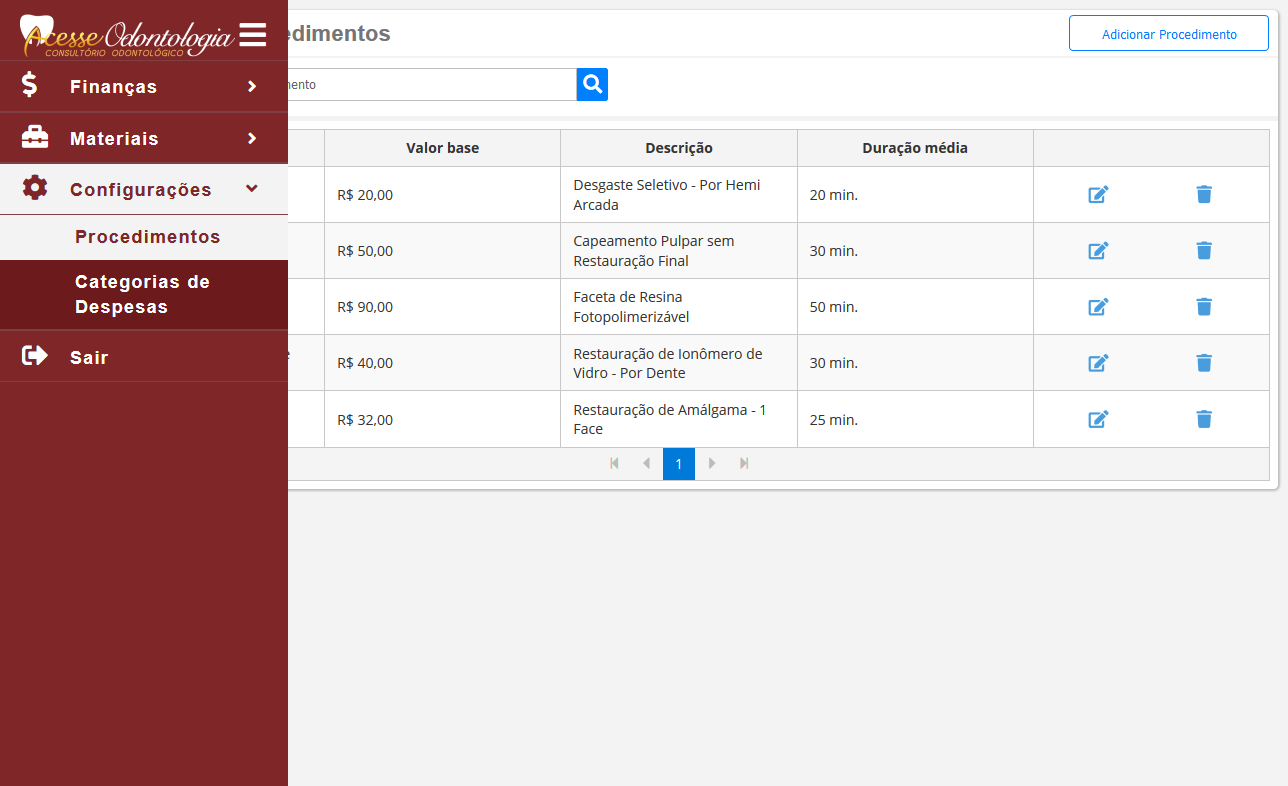 Acesse Odontologia
CONSULTÓRIO ODONTOLÓGICO
Finanças
Materiais
Configurações
Procedimentos
Categorias de
Despesas
Sair
edimentos
Adicionar Procedimento
mento
Valor base
Descrição
Duração média
R$ 20,00
Desgaste Seletivo - Por Hemi
Arcada
20 min.
R$ 50,00
Capeamento Pulpar sem
Restauração Final
30 min.
R$ 90,00
Faceta de Resina
Fotopolimerizável
50 min.
R$ 40,00
Restauração de Ionômero de
Vidro - Por Dente
30 min.
R$ 32,00
Restauração de Amálgama - 1
Face
25 min.
1